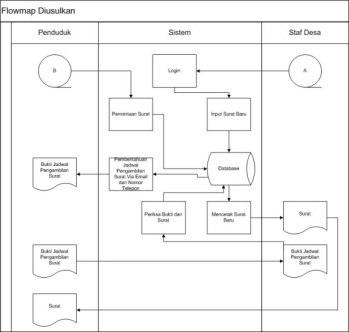 Flowmap Diusulkan
Penduduk
Sistem
Staf Desa
B
Login
A
Permintaan Surat
Input Surat Baru
Bukti Jadwal
Pengambilan
Surat
Pemberitahuan
Jadwal
Pengambilan
Surat Via Email
dan Nomor
Telepon
Database
Periksa Bukti dan
Surat
Mencetak Surat
Baru
Surat
Bukti Jadwal
Pengambilan
Surat
Bukti Jadwal
Pengambilan
Surat
Surat